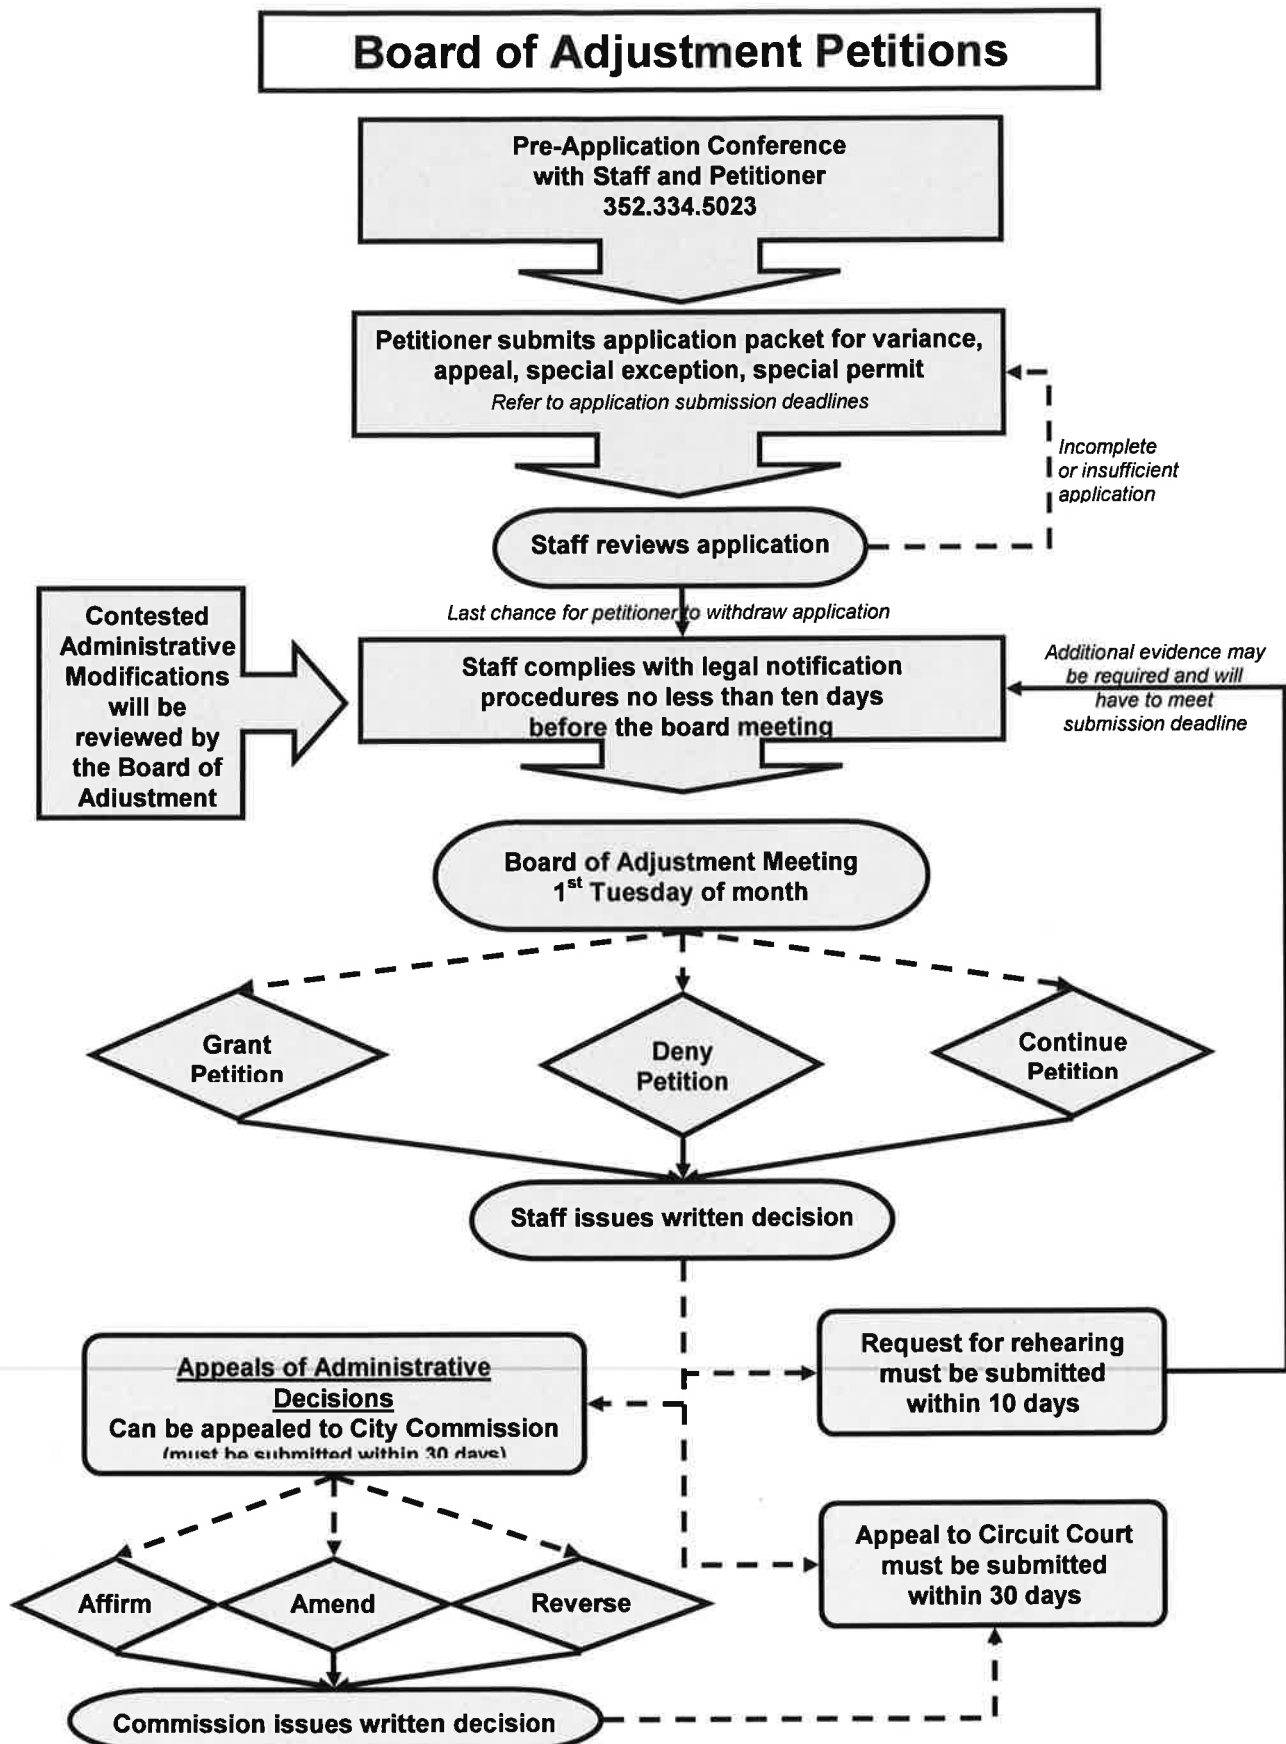 Board of Adjustment Petitions
Pre-Application Conference
with Staff and Petitioner
352.334.5023
Petitioner submits application packet for variance,
appeal, special exception, special permit
Refer to application submission deadlines
Incomplete
or insufficient
application
Staff reviews application
Last chance for petitioner to withdraw application
Contested
Administrative
Modifications
will be
reviewed by
the Board of
Adjustment
Staff complies with legal notification
procedures no less than ten days
before the board meeting
Additional evidence may
be required and will
have to meet
submission deadline
Board of Adjustment Meeting
1st Tuesday of month
Grant
Petition
Deny
Petition
Continue
Petition
Staff issues written decision
Appeals of Administrative
Decisions
Can be appealed to City Commission
(must be submitted within 30 days)
Request for rehearing
must be submitted
within 10 days
Appeal to Circuit Court
must be submitted
within 30 days
Affirm
Amend
Reverse
Commission issues written decision